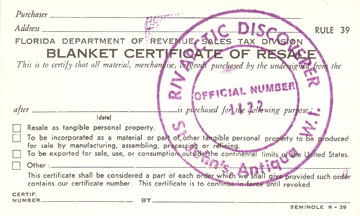 Purchaser
Address
RULE 39
FLORIDA DEPARTMENT OF REVENUE SALES TAX DIVISION
BLANKET CERTIFICATE OF RESALE
This is to certify that all material, merchandise, or goods purchased by the undersigned from the
after is purchased for the following purpose:
(date)
Resale as tangible personal property.
To be incorporated as a material or part of other tangible personal property to be produced
for sale by manufacturing, assembling, processing or refining.
To be exported for sale, use, or consumption outside the continental limits of the United States.
Other
This certificate shall be considered a part of each order which we shall give provided such order
contains our certificate number. This certificate is to continue in force until revoked.
CERTIF.
NUMBER BY
SEMINOLE R-39
OFFICIAL NUMBER
Antique